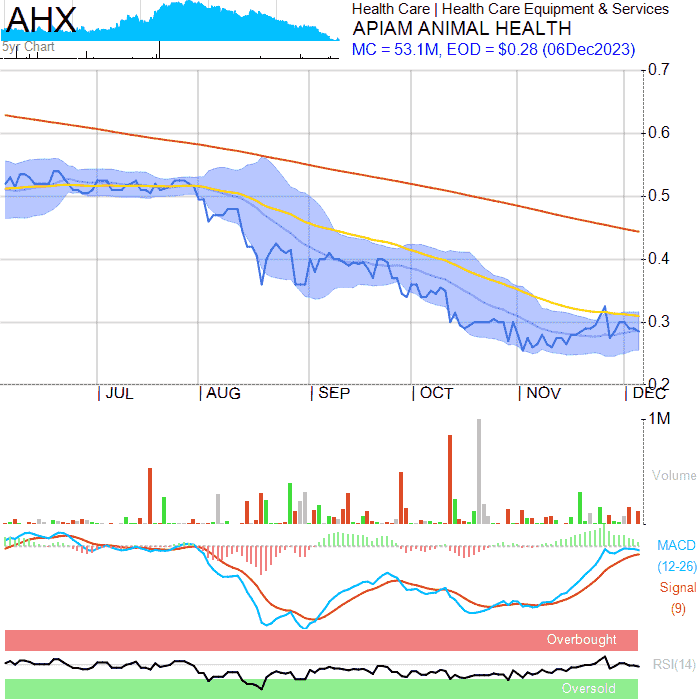 AHX
5yr Chart
Health Care | Health Care Equipment & Services
APIAM ANIMAL HEALTH
MC = 53.1M, EOD = $0.28 (06Dec2023)
0.7
0.6
0.5
0.4
0.3
0.2
JUL
AUG
SEP
OCT
NOV
DEC
1M
Volume
MACD
(12-26)
Signal
(9)
Overbought
RSI(14)
Oversold